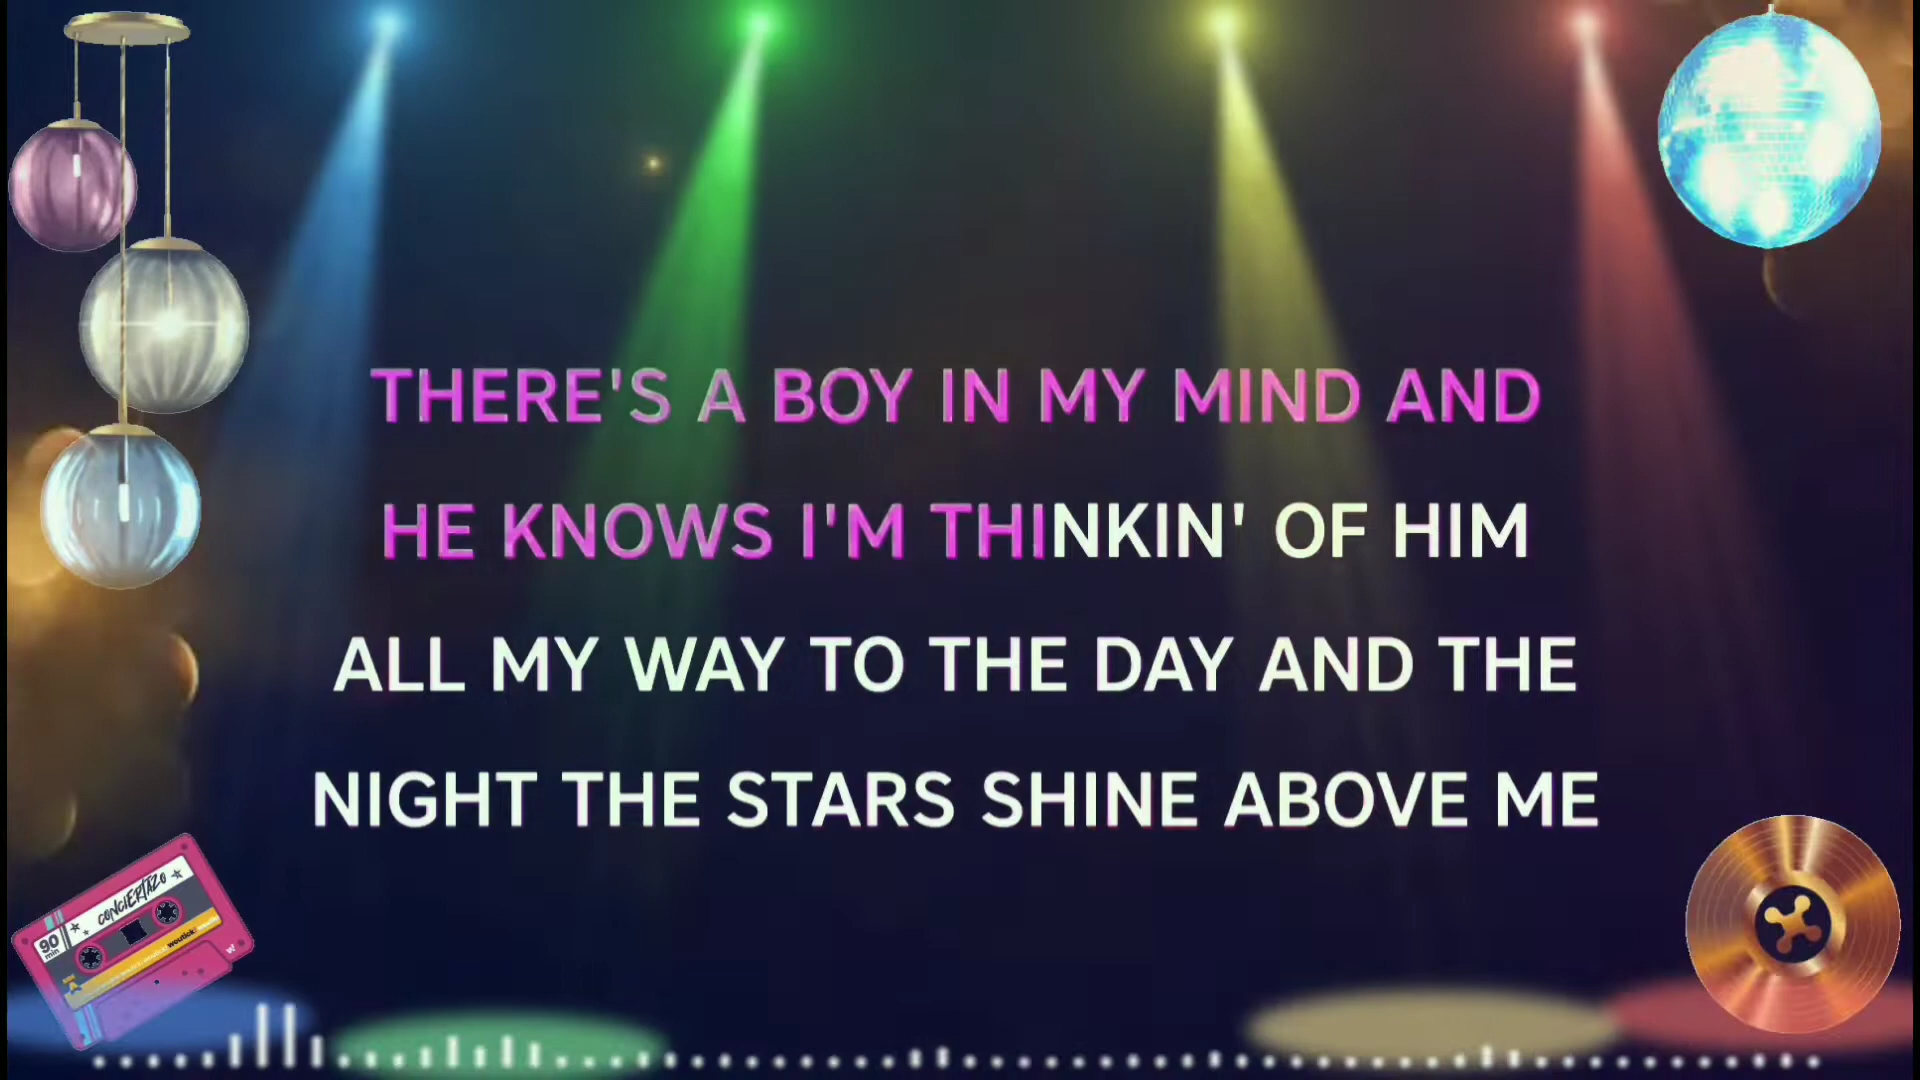 THERE'S A BOY IN MY MIND AND
HE KNOWS I'M THINKIN' OF HIM
ALL MY WAY TO THE DAY AND THE
NIGHT THE STARS SHINE ABOVE ME
CONCIERTAZO
90
min